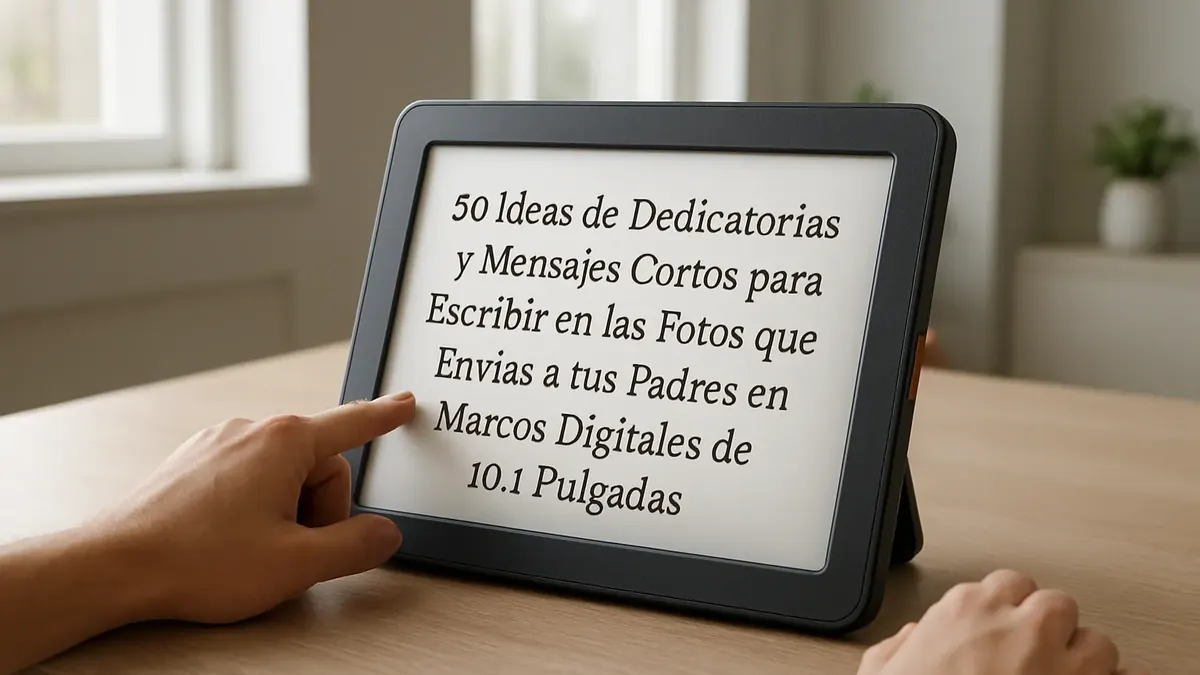 50 Ideas de Dedicatorias
y Mensajes Cortos para
Escribir en las Fotos que
Envias a tus Padres en
Marcos Digitales de
10.1 Pulgadas